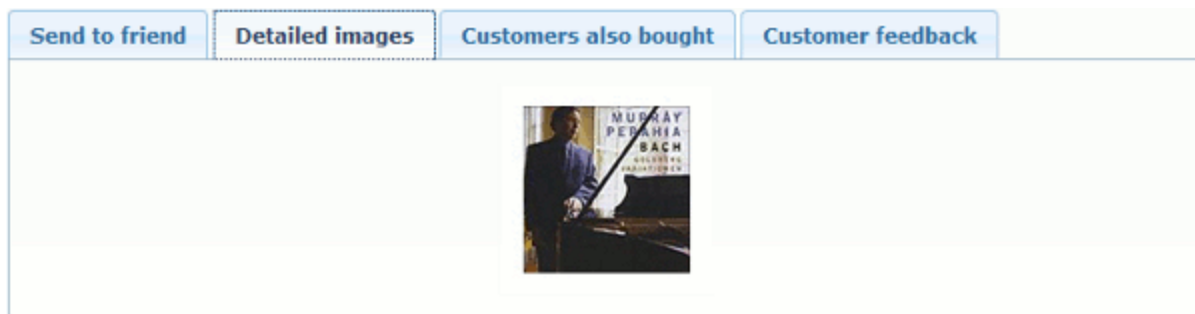 Send to friend
Detailed images
Customers also bought
Customer feedback
MURRAY
PERAHIA
BACH
GOLDBERG
VARIATIONEN